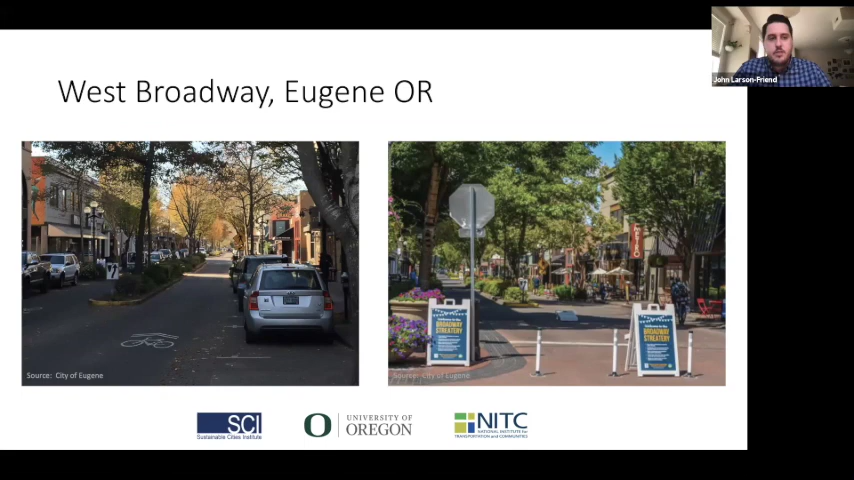 John Larson-Friend
West Broadway, Eugene OR
METRO
BROADWAY
STREATERY
BROADWAY
STREATERY
Source: City of Eugene
Source: City of Eugene
SCI
Sustainable Cities Institute
O
UNIVERSITY OF
OREGON
NITC
NATIONAL INSTITUTE for
TRANSPORTATION and COMMUNITIES